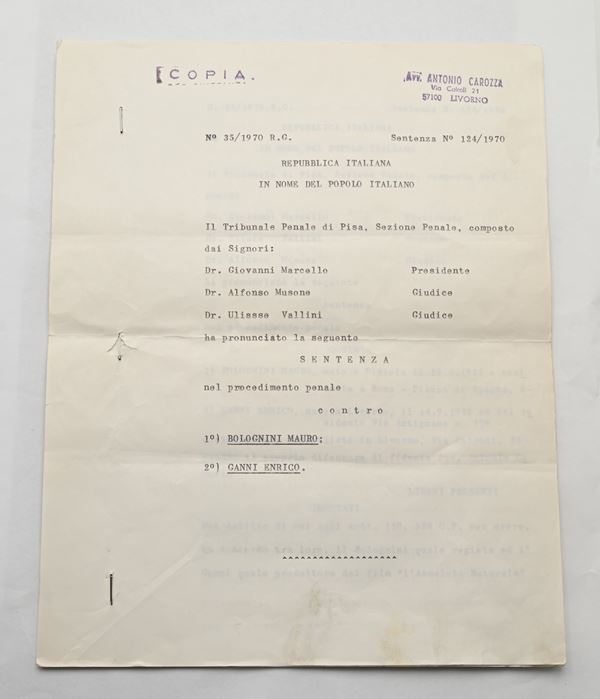 COPIA.
Avv. ANTONIO CAROZZA
57100 LIVORNO
Nº 35/1970 R.G. Sentenza Nº 124/1970
REPUBBLICA ITALIANA
IN NOME DEL POPOLO ITALIANO
Il Tribunale Penale di Pisa, Sezione Penale, composto
dai Signori:
Dr. Giovanni Marcello Presidente
Dr. Alfonso Musone Giudice
Dr. Ulisse Vallini Giudice
ha pronunciato la seguente
SENTENZA
nel procedimento penale
contro
1º) BOLOGNINI MAURO;
2º) GANNI ENRICO.